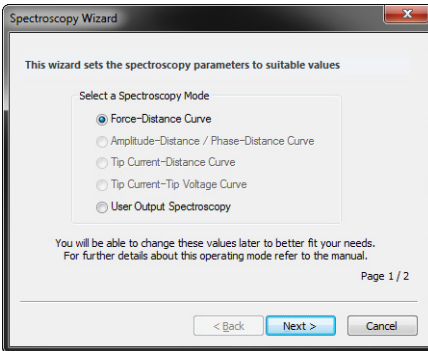 Spectroscopy Wizard
This wizard sets the spectroscopy parameters to suitable values
Select a Spectroscopy Mode
Force-Distance Curve
Amplitude-Distance / Phase-Distance Curve
Tip Current-Distance Curve
Tip Current-Tip Voltage Curve
User Output Spectroscopy
You will be able to change these values later to better fit your needs.
For further details about this operating mode refer to the manual.
Page 1 / 2
< Back Next > Cancel